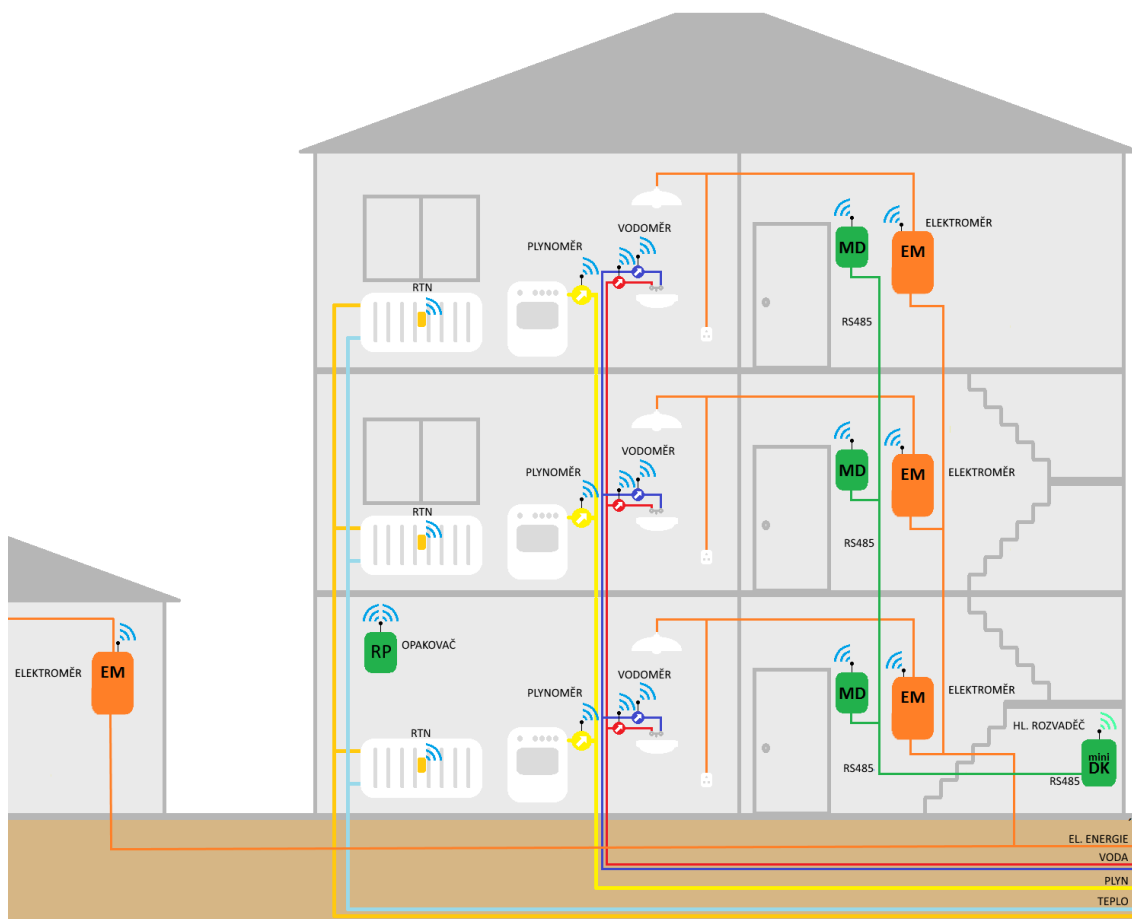 ELEKTROMĚR
VODOMĚR
PLYNOMĚR
MD
EM
RTN
RS485
VODOMĚR
PLYNOMĚR
MD
EM
ELEKTROMĚR
RTN
RS485
RP
OPAKOVAČ
ELEKTROMĚR
EM
VODOMĚR
PLYNOMĚR
MD
EM
ELEKTROMĚR
RTN
HL. ROZVADĚČ
mini
DK
RS485
RS485
EL. ENERGIE
VODA
PLYN
TEPLO